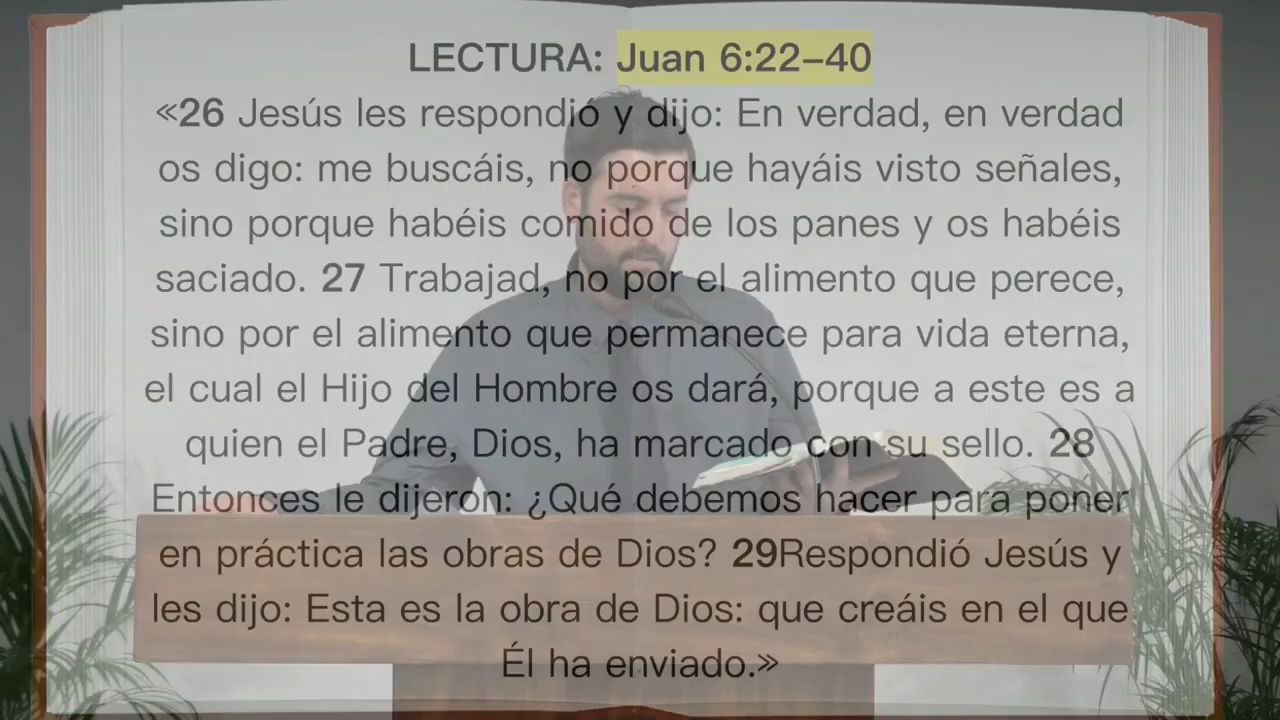 LECTURA: Juan 6:22–40
«26 Jesús les respondió y dijo: En verdad, en verdad
os digo: me buscáis, no porque hayáis visto señales,
sino porque habéis comido de los panes y os habéis
saciado. 27 Trabajad, no por el alimento que perece,
sino por el alimento que permanece para vida eterna,
el cual el Hijo del Hombre os dará, porque a este es a
quien el Padre, Dios, ha marcado con su sello. 28
Entonces le dijeron: ¿Qué debemos hacer para poner
en práctica las obras de Dios? 29Respondió Jesús y
les dijo: Esta es la obra de Dios: que creáis en el que
Él ha enviado.»